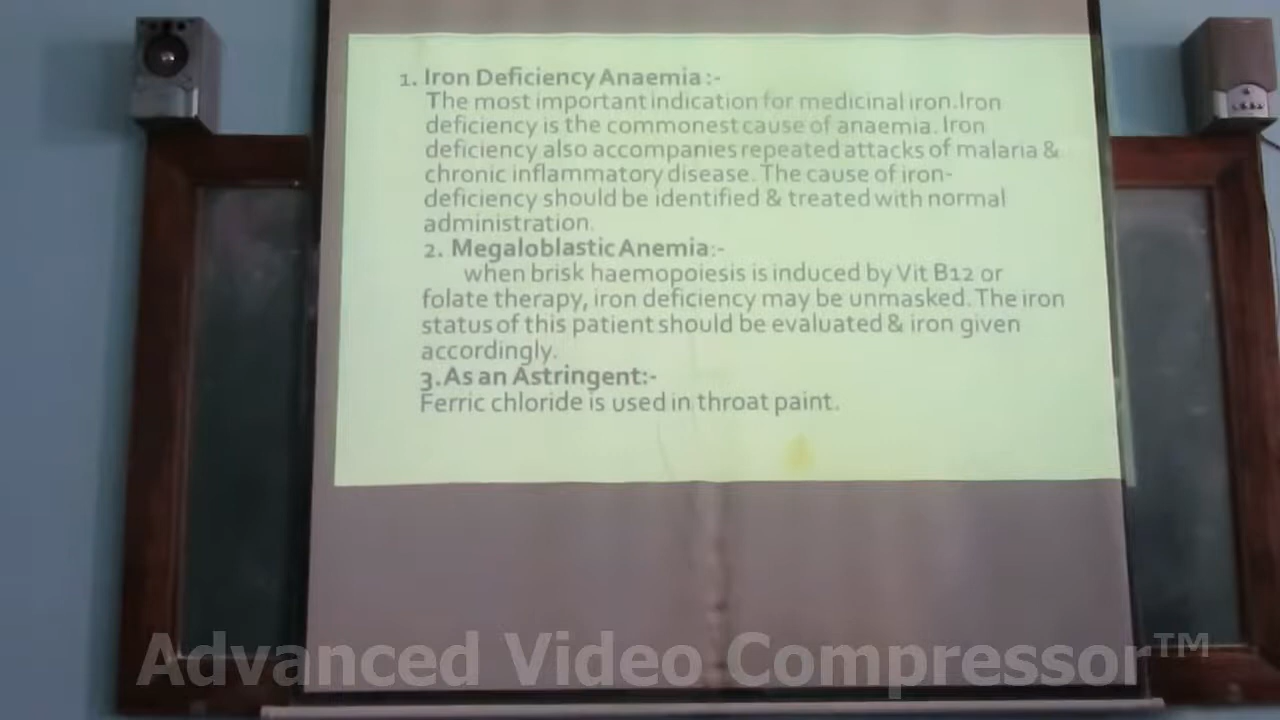 1. Iron Deficiency Anaemia :-
The most important indication for medicinal iron.Iron
deficiency is the commonest cause of anaemia. Iron
deficiency also accompanies repeated attacks of malaria &
chronic inflammatory disease. The cause of iron-
deficiency should be identified & treated with normal
administration.
2. Megaloblastic Anemia:-
when brisk haemopoiesis is induced by Vit B12 or
folate therapy, iron deficiency may be unmasked. The iron
status of this patient should be evaluated & iron given
accordingly.
3. As an Astringent:-
Ferric chloride is used in throat paint.
Advanced Video Compressor™